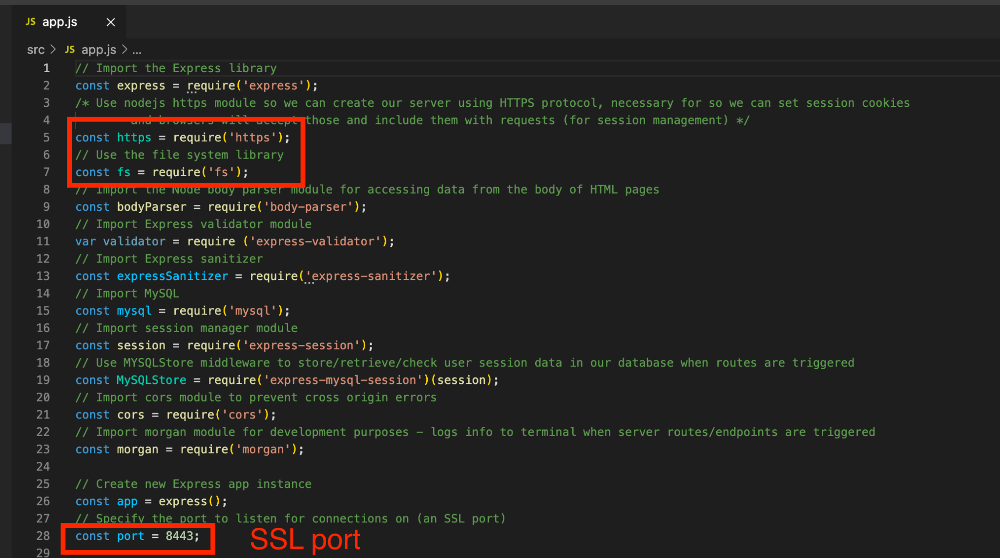 JS app.js ×
src > JS app.js > ...
1 // Import the Express library
2 const express = require('express');
3 /* Use nodejs https module so we can create our server using HTTPS protocol, necessary for so we can set session cookies
4 and browsers will accept those and include them with requests (for session management) */
5 const https = require('https');
6 // Use the file system library
7 const fs = require('fs');
8 // Import the Node body parser module for accessing data from the body of HTML pages
9 const bodyParser = require('body-parser');
10 // Import Express validator module
11 var validator = require ('express-validator');
12 // Import Express sanitizer
13 const expressSanitizer = require('express-sanitizer');
14 // Import MySQL
15 const mysql = require('mysql');
16 // Import session manager module
17 const session = require('express-session');
18 // Use MYSQLStore middleware to store/retrieve/check user session data in our database when routes are triggered
19 const MySQLStore = require('express-mysql-session')(session);
20 // Import cors module to prevent cross origin errors
21 const cors = require('cors');
22 // Import morgan module for development purposes - logs info to terminal when server routes/endpoints are triggered
23 const morgan = require('morgan');
24
25 // Create new Express app instance
26 const app = express();
27 // Specify the port to listen for connections on (an SSL port)
28 const port = 8443; SSL port
29